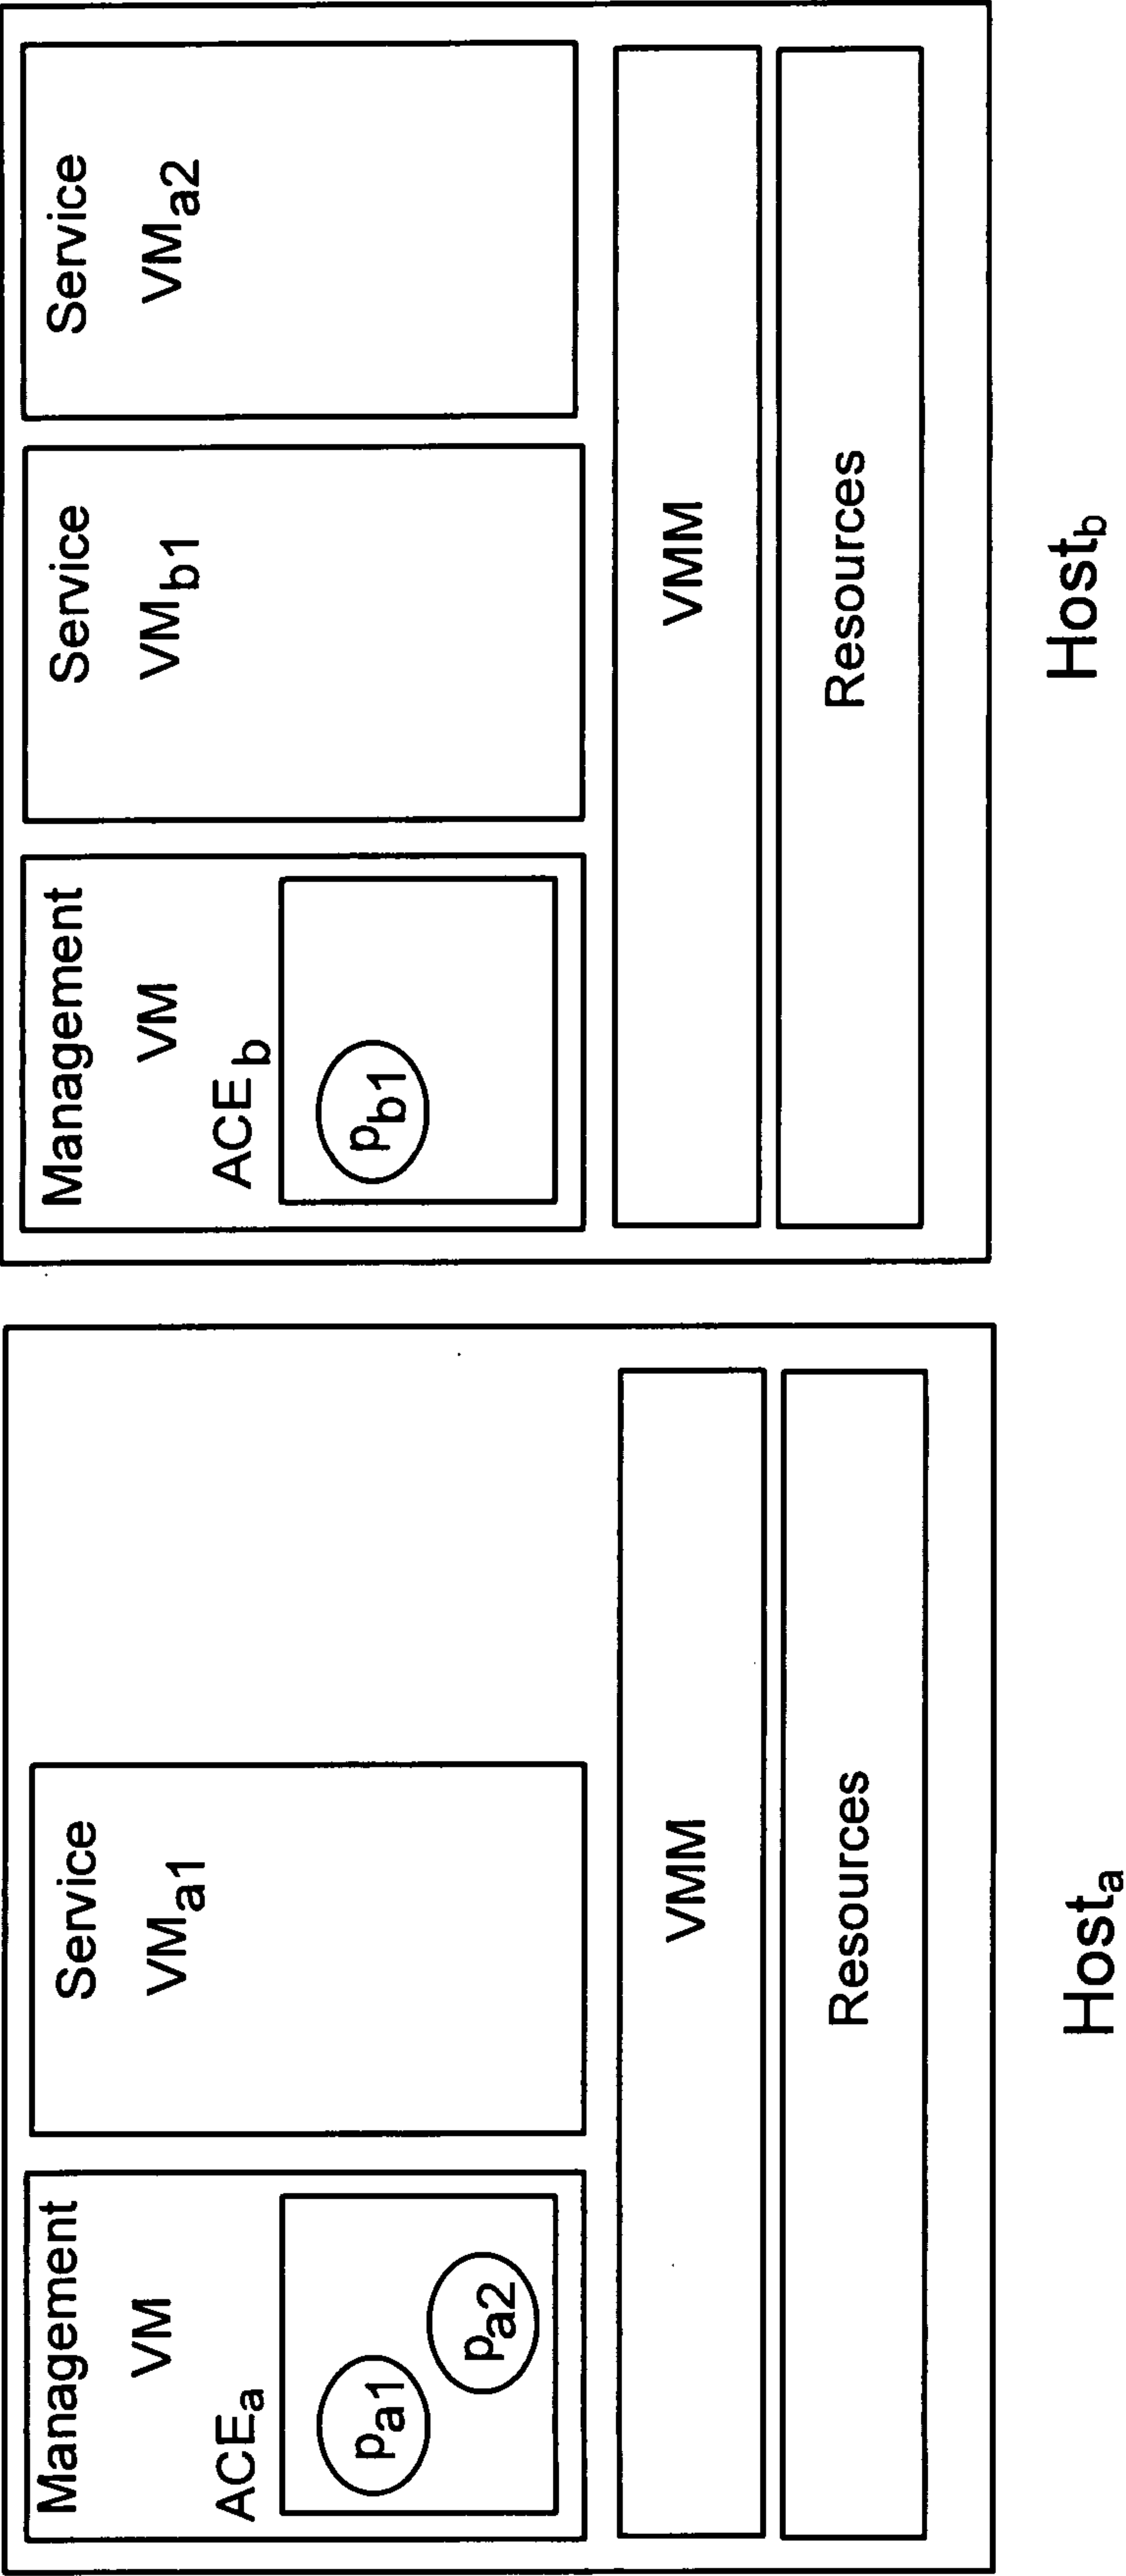 Management
VM
ACEa
pa1
pa2
Service
VMa1
VMM
Resources
Hosta
Management
VM
ACEb
pb1
Service
VMb1
Service
VMa2
VMM
Resources
Hostb